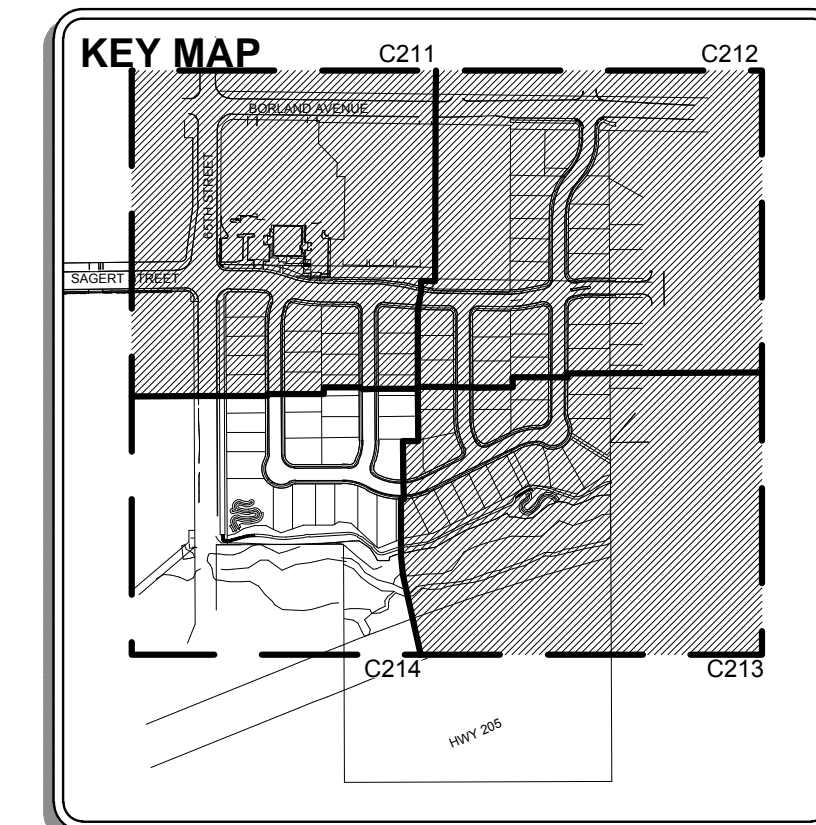 KEY MAP
C211
C212
BORLAND AVENUE
65TH STREET
SAGERT STREET
C214
C213
HWY 205